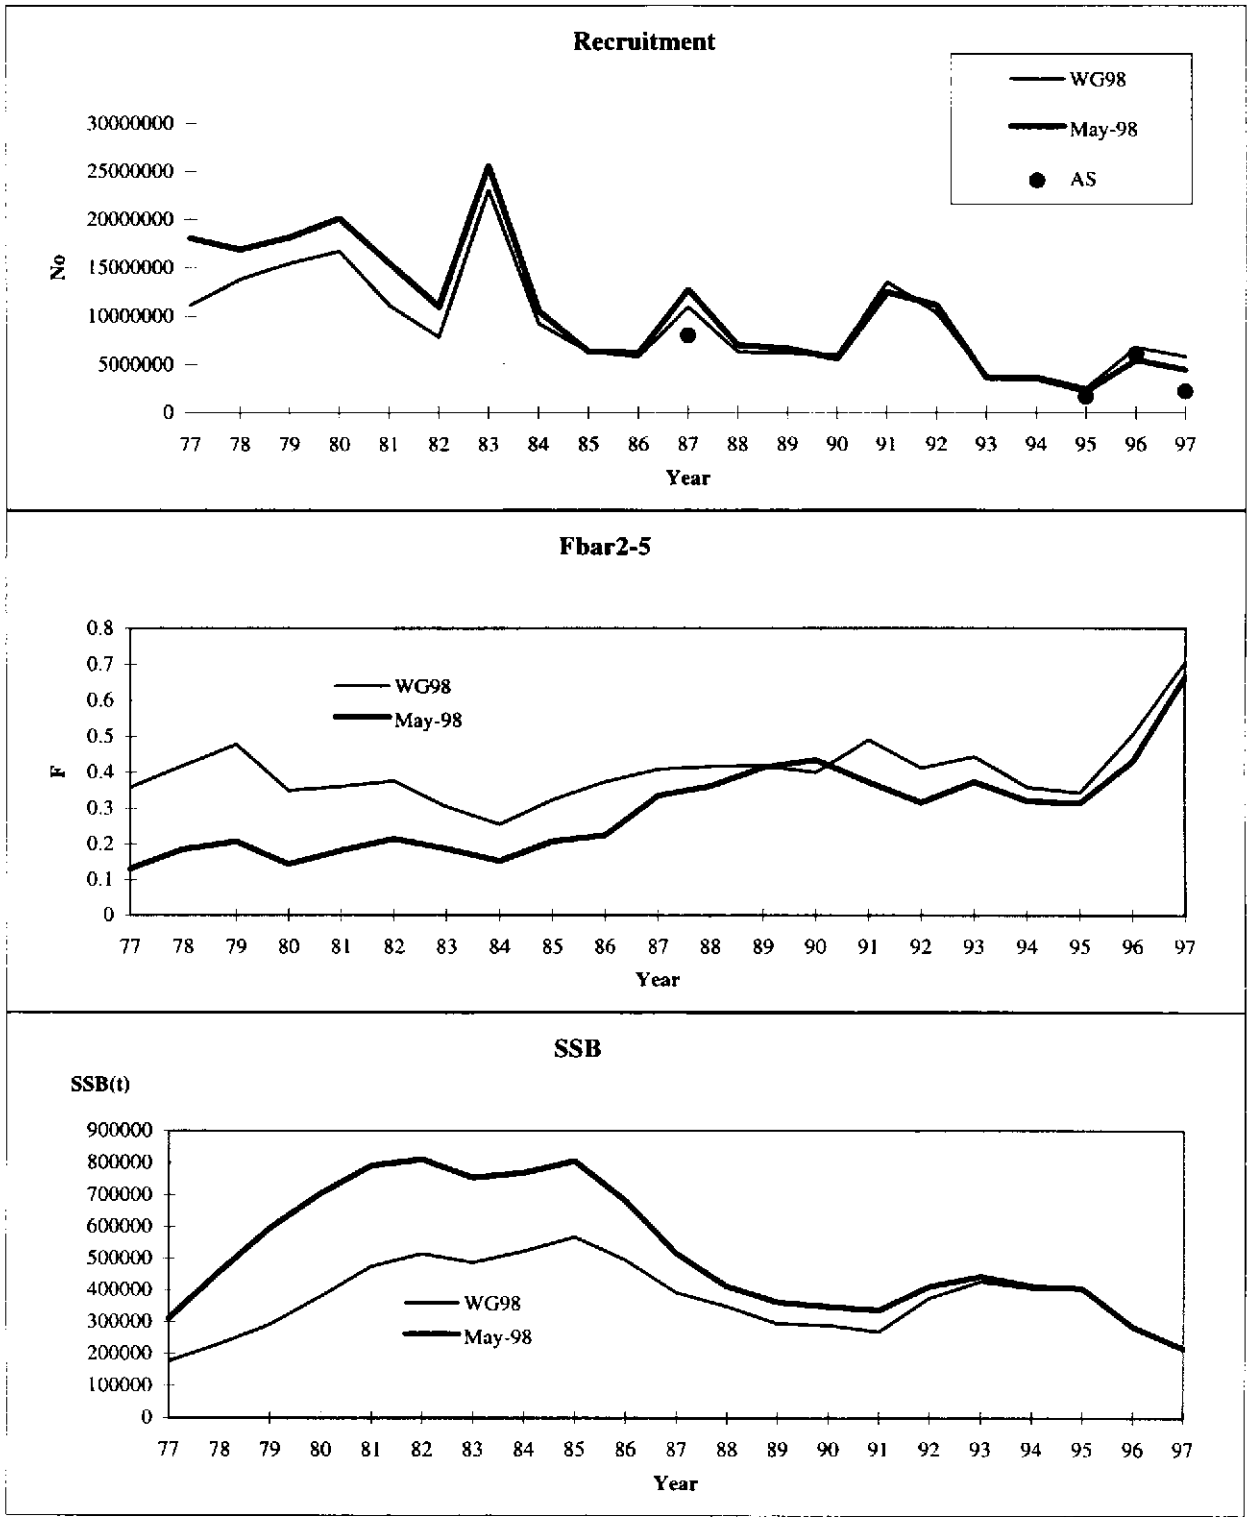 Recruitment
WG98
May-98
AS
30000000
25000000
20000000
15000000
10000000
5000000
0
No
77 78 79 80 81 82 83 84 85 86 87 88 89 90 91 92 93 94 95 96 97
Year
Fbar2-5
0.8
0.7
0.6
0.5
0.4
0.3
0.2
0.1
0
F
WG98
May-98
77 78 79 80 81 82 83 84 85 86 87 88 89 90 91 92 93 94 95 96 97
Year
SSB
SSB(t)
900000
800000
700000
600000
500000
400000
300000
200000
100000
0
WG98
May-98
77 78 79 80 81 82 83 84 85 86 87 88 89 90 91 92 93 94 95 96 97
Year